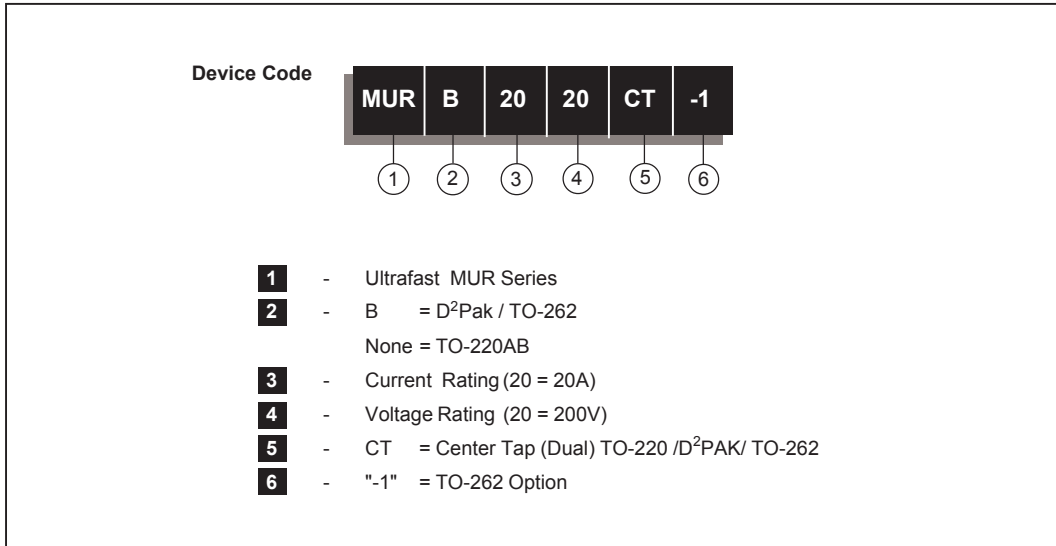 Device Code
MUR B 20 20 CT -1
1 2 3 4 5 6
1 - Ultrafast MUR Series
2 - B = D²Pak / TO-262
None = TO-220AB
3 - Current Rating (20 = 20A)
4 - Voltage Rating (20 = 200V)
5 - CT = Center Tap (Dual) TO-220 /D²PAK/ TO-262
6 - "-1" = TO-262 Option